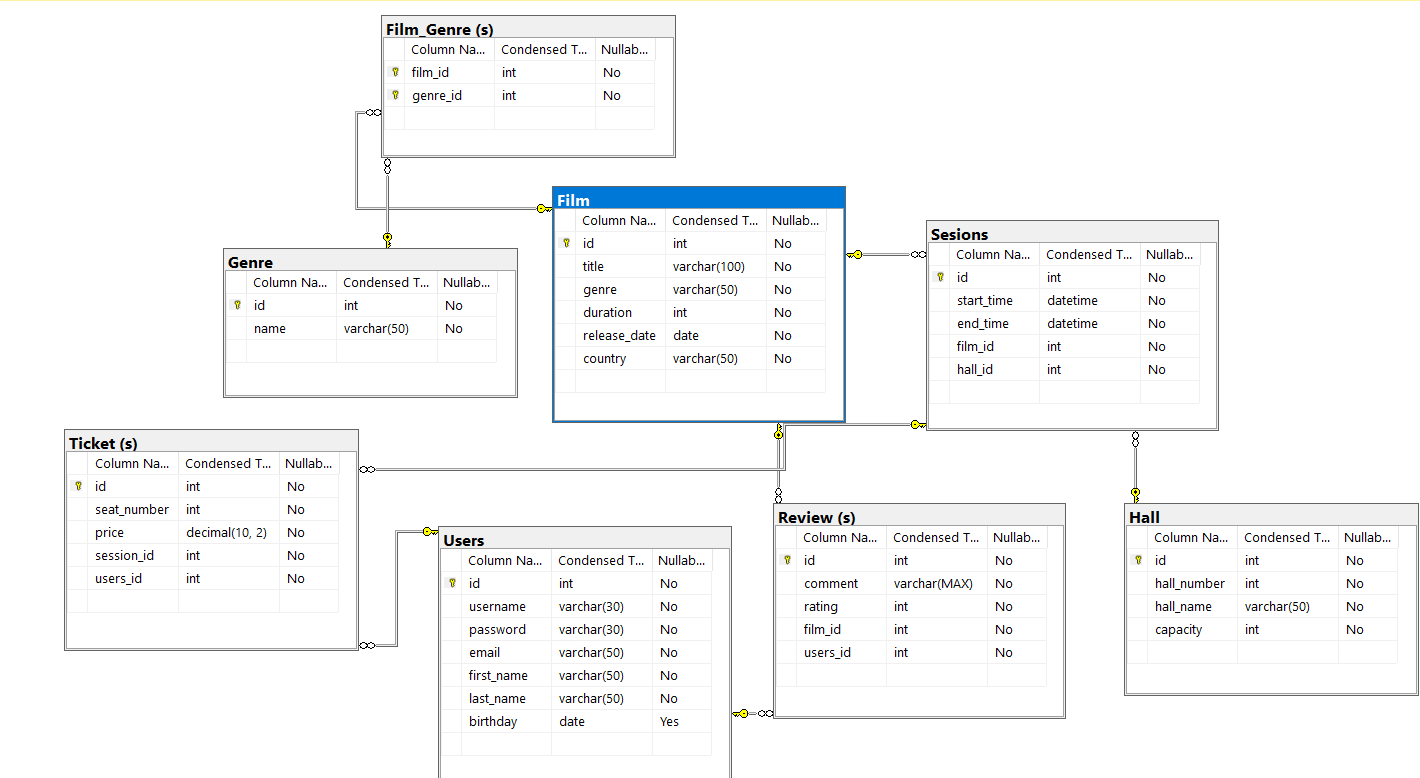 Film_Genre (s)
Column Na... Condensed T... Nullab...
film_id int No
genre_id int No
Film
Column Na... Condensed T... Nullab...
id int No
title varchar(100) No
genre varchar(50) No
duration int No
release_date date No
country varchar(50) No
Sesions
Column Na... Condensed T... Nullab...
id int No
start_time datetime No
end_time datetime No
film_id int No
hall_id int No
Genre
Column Na... Condensed T... Nullab...
id int No
name varchar(50) No
Ticket (s)
Column Na... Condensed T... Nullab...
id int No
seat_number int No
price decimal(10, 2) No
session_id int No
users_id int No
Users
Column Na... Condensed T... Nullab...
id int No
username varchar(30) No
password varchar(30) No
email varchar(50) No
first_name varchar(50) No
last_name varchar(50) No
birthday date Yes
Review (s)
Column Na... Condensed T... Nullab...
id int No
comment varchar(MAX) No
rating int No
film_id int No
users_id int No
Hall
Column Na... Condensed T... Nullab...
id int No
hall_number int No
hall_name varchar(50) No
capacity int No